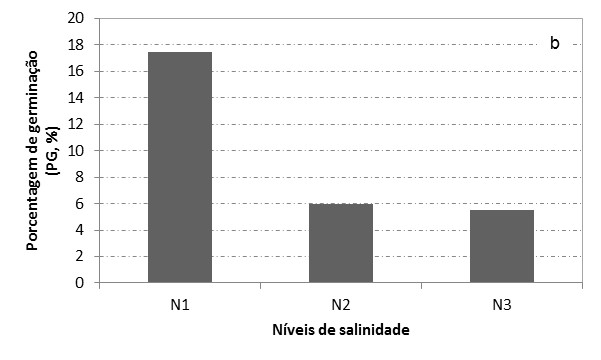 20
18
16
14
12
10
8
6
4
2
0
Porcentagem de germinação
(PG, %)
b
N1 N2 N3
Níveis de salinidade